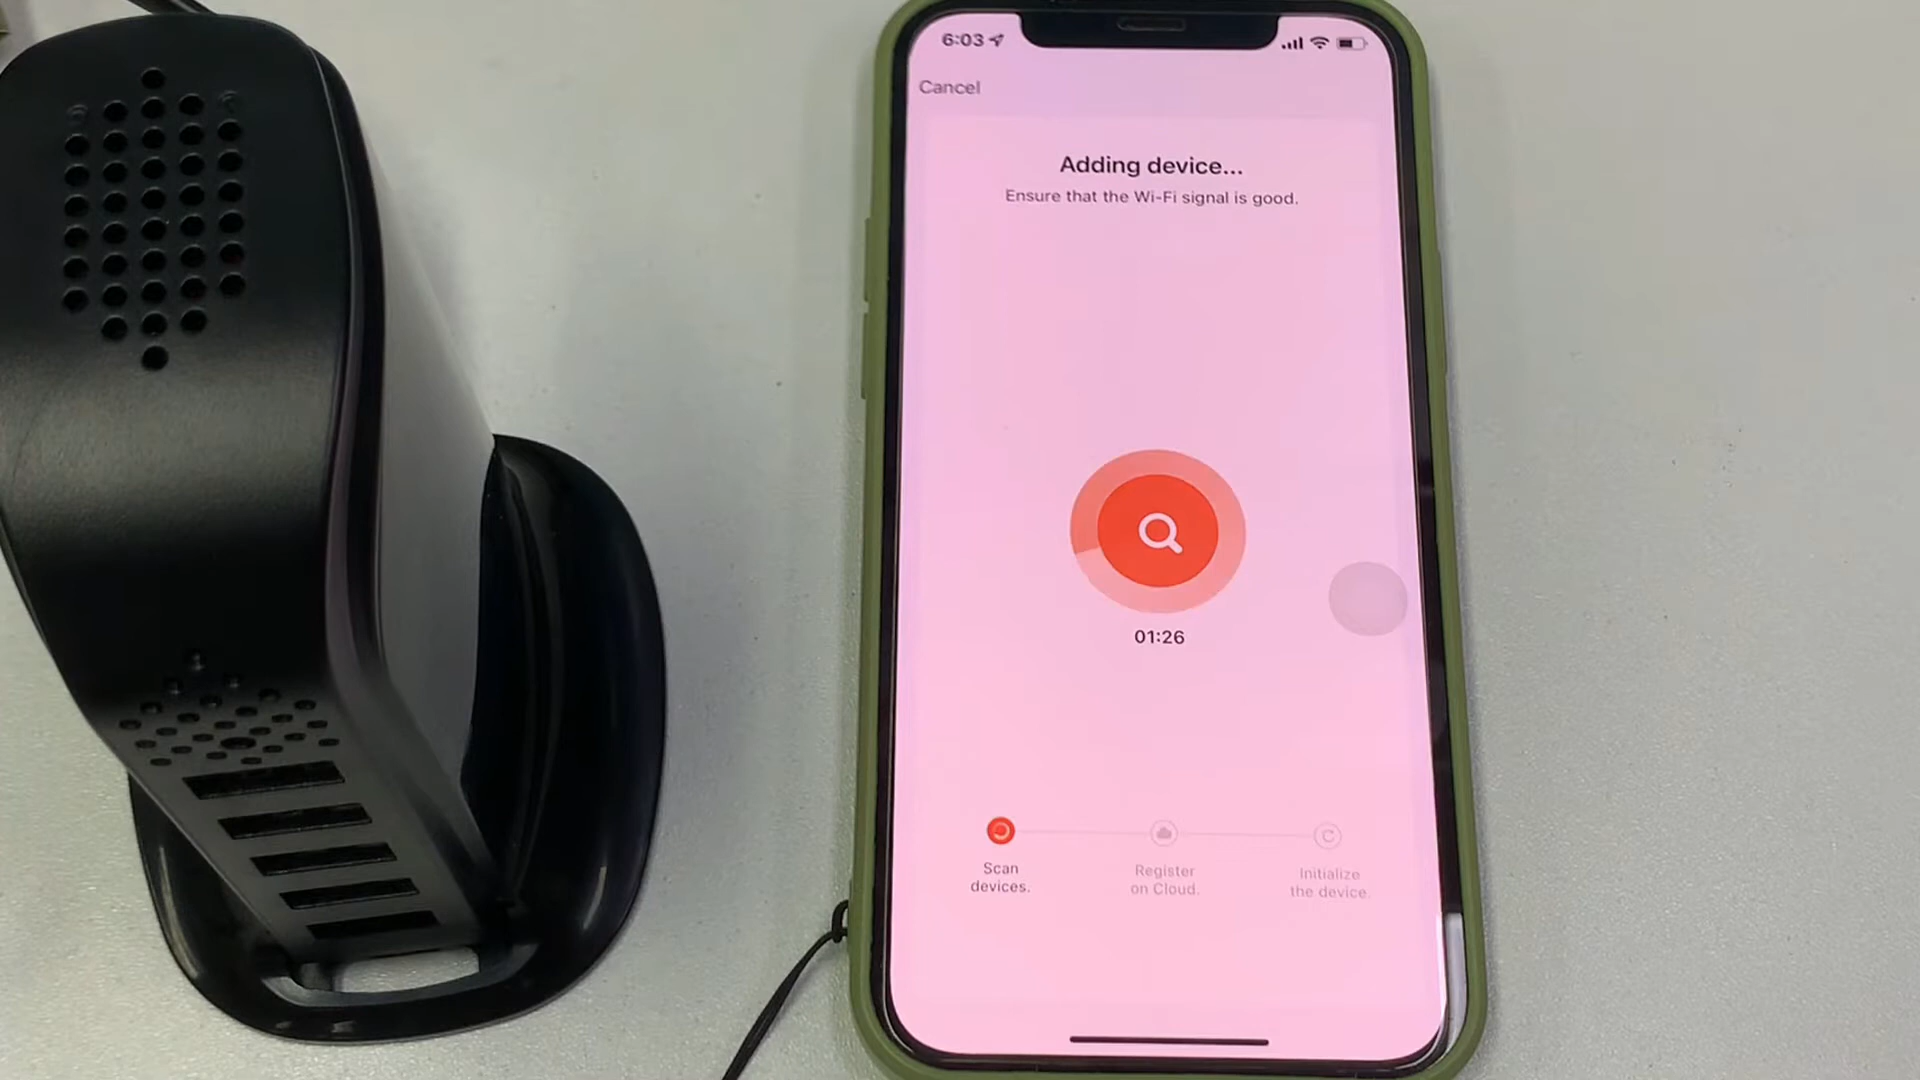 6:03
Cancel
Adding device...
Ensure that the Wi-Fi signal is good.
01:26
Scan
devices.
Register
on Cloud.
Initialize
the device.